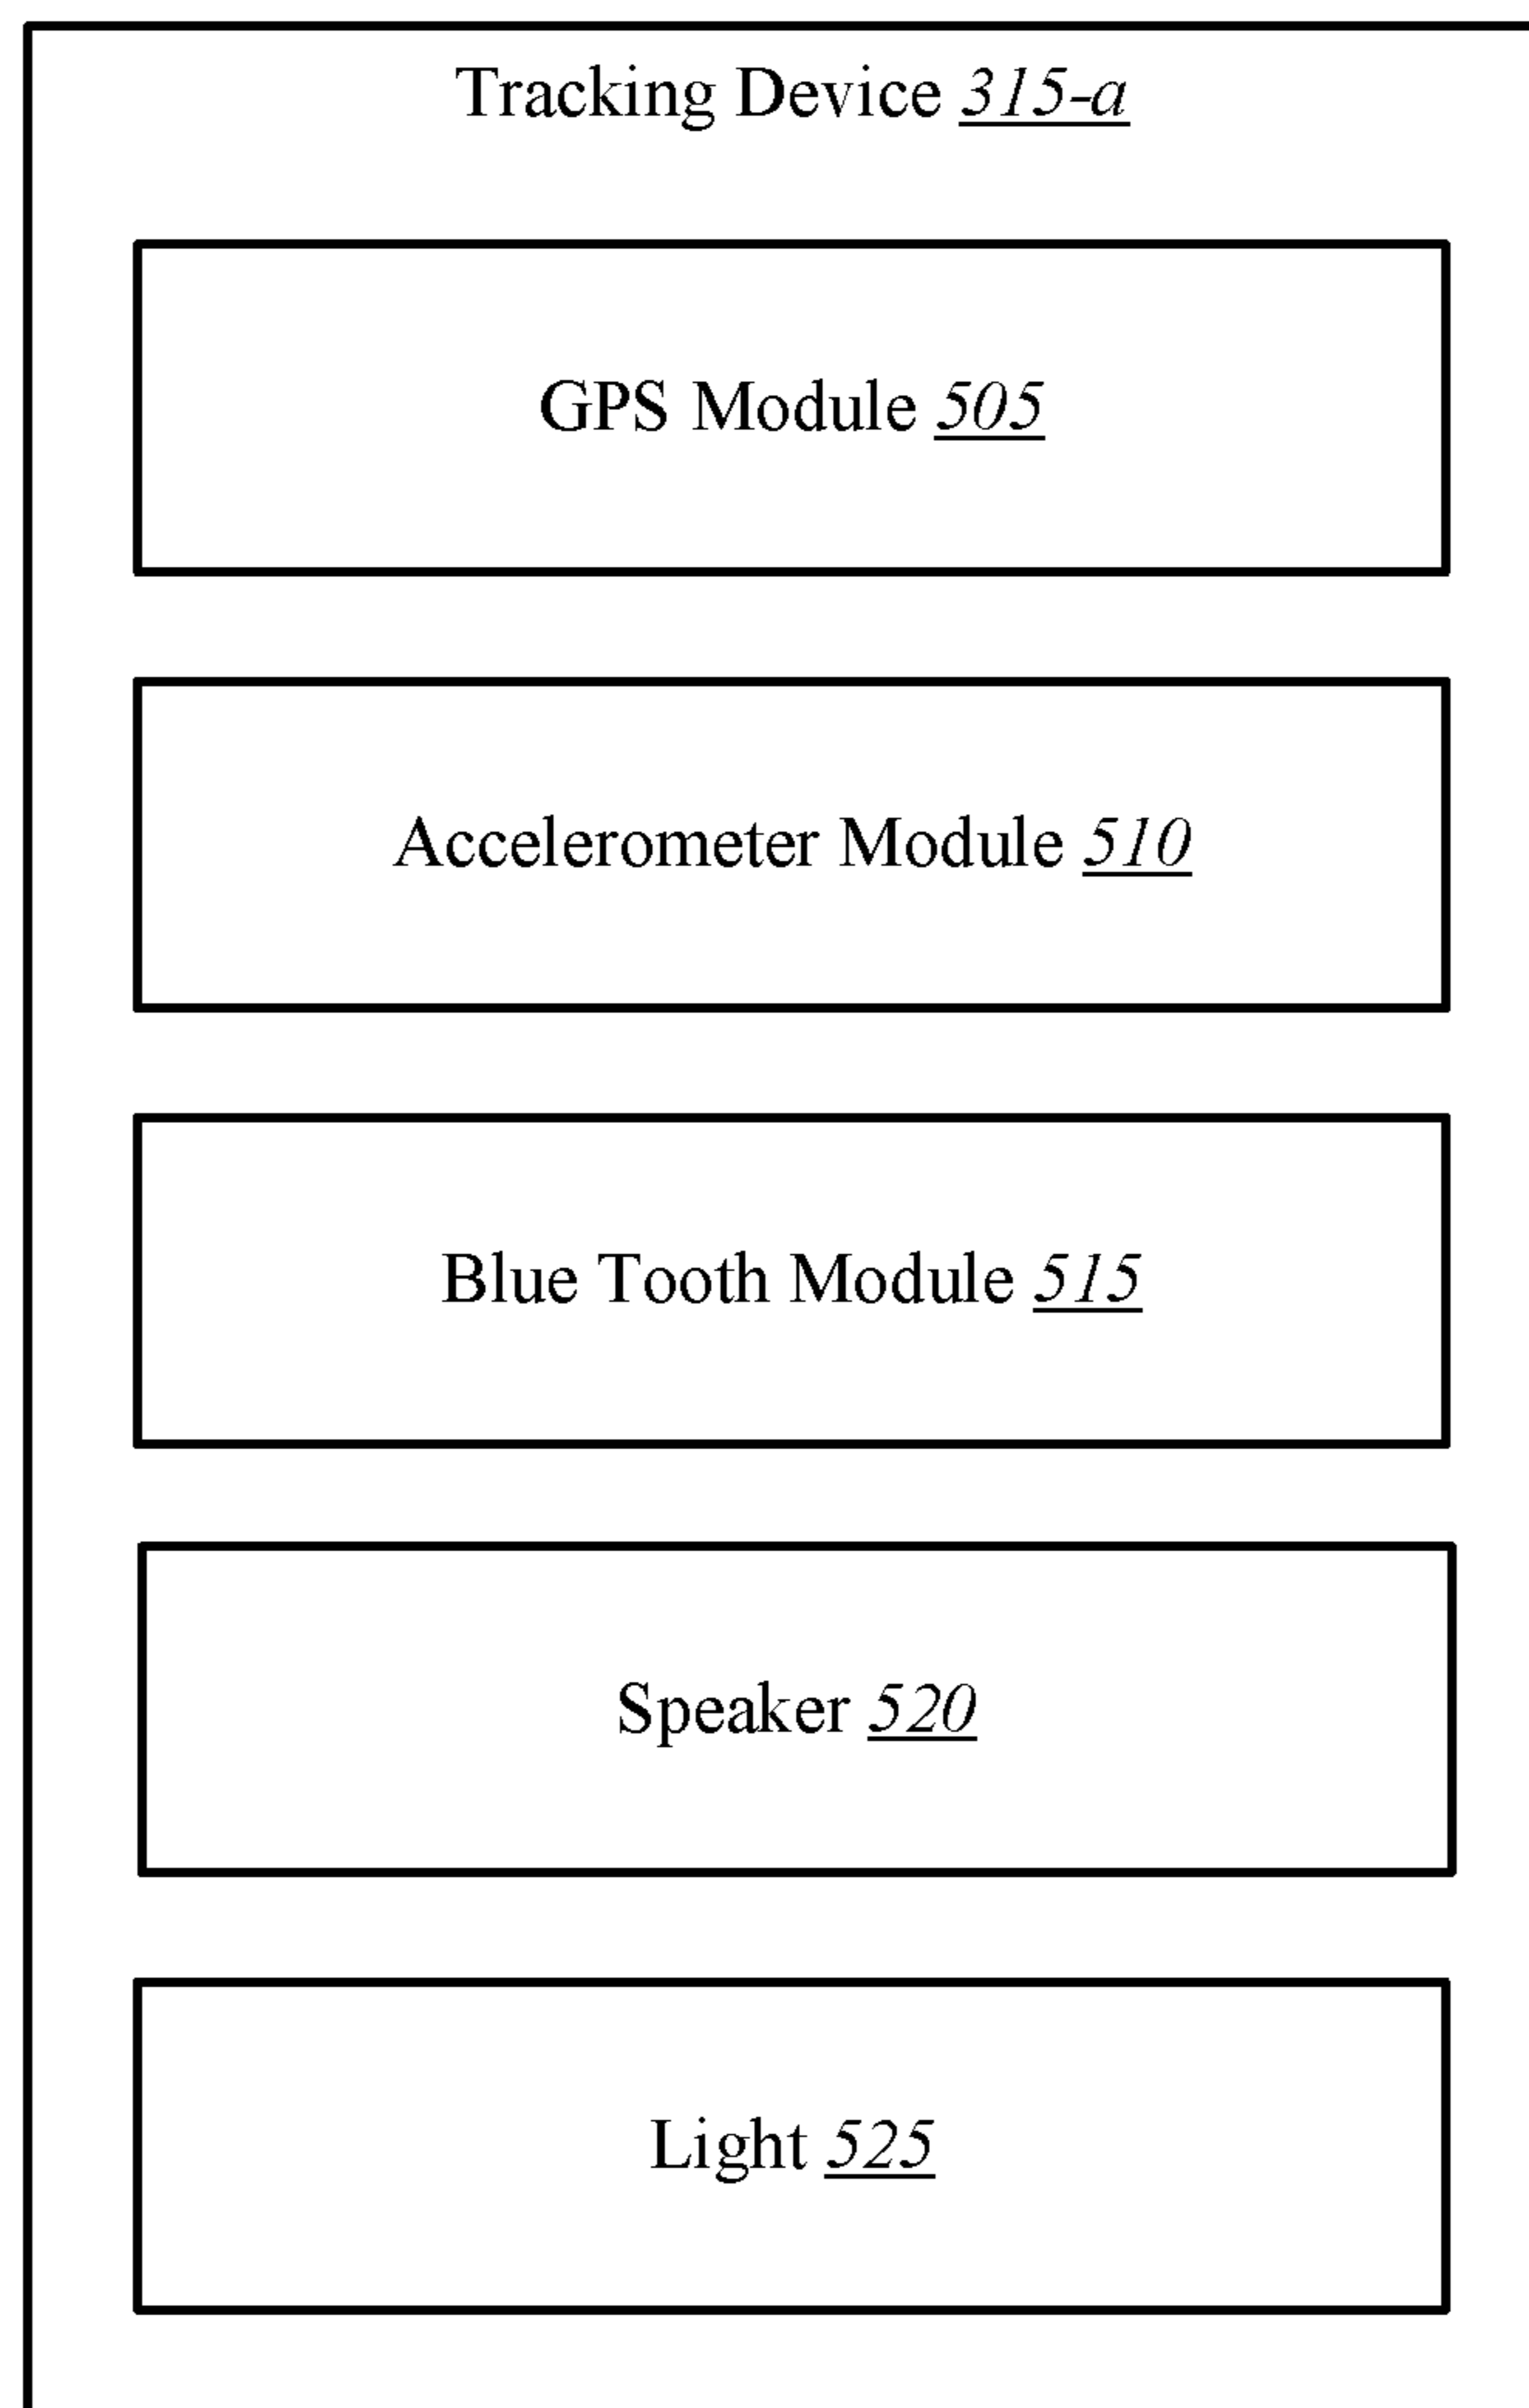 Tracking Device 315-a
GPS Module 505
Accelerometer Module 510
Blue Tooth Module 515
Speaker 520
Light 525